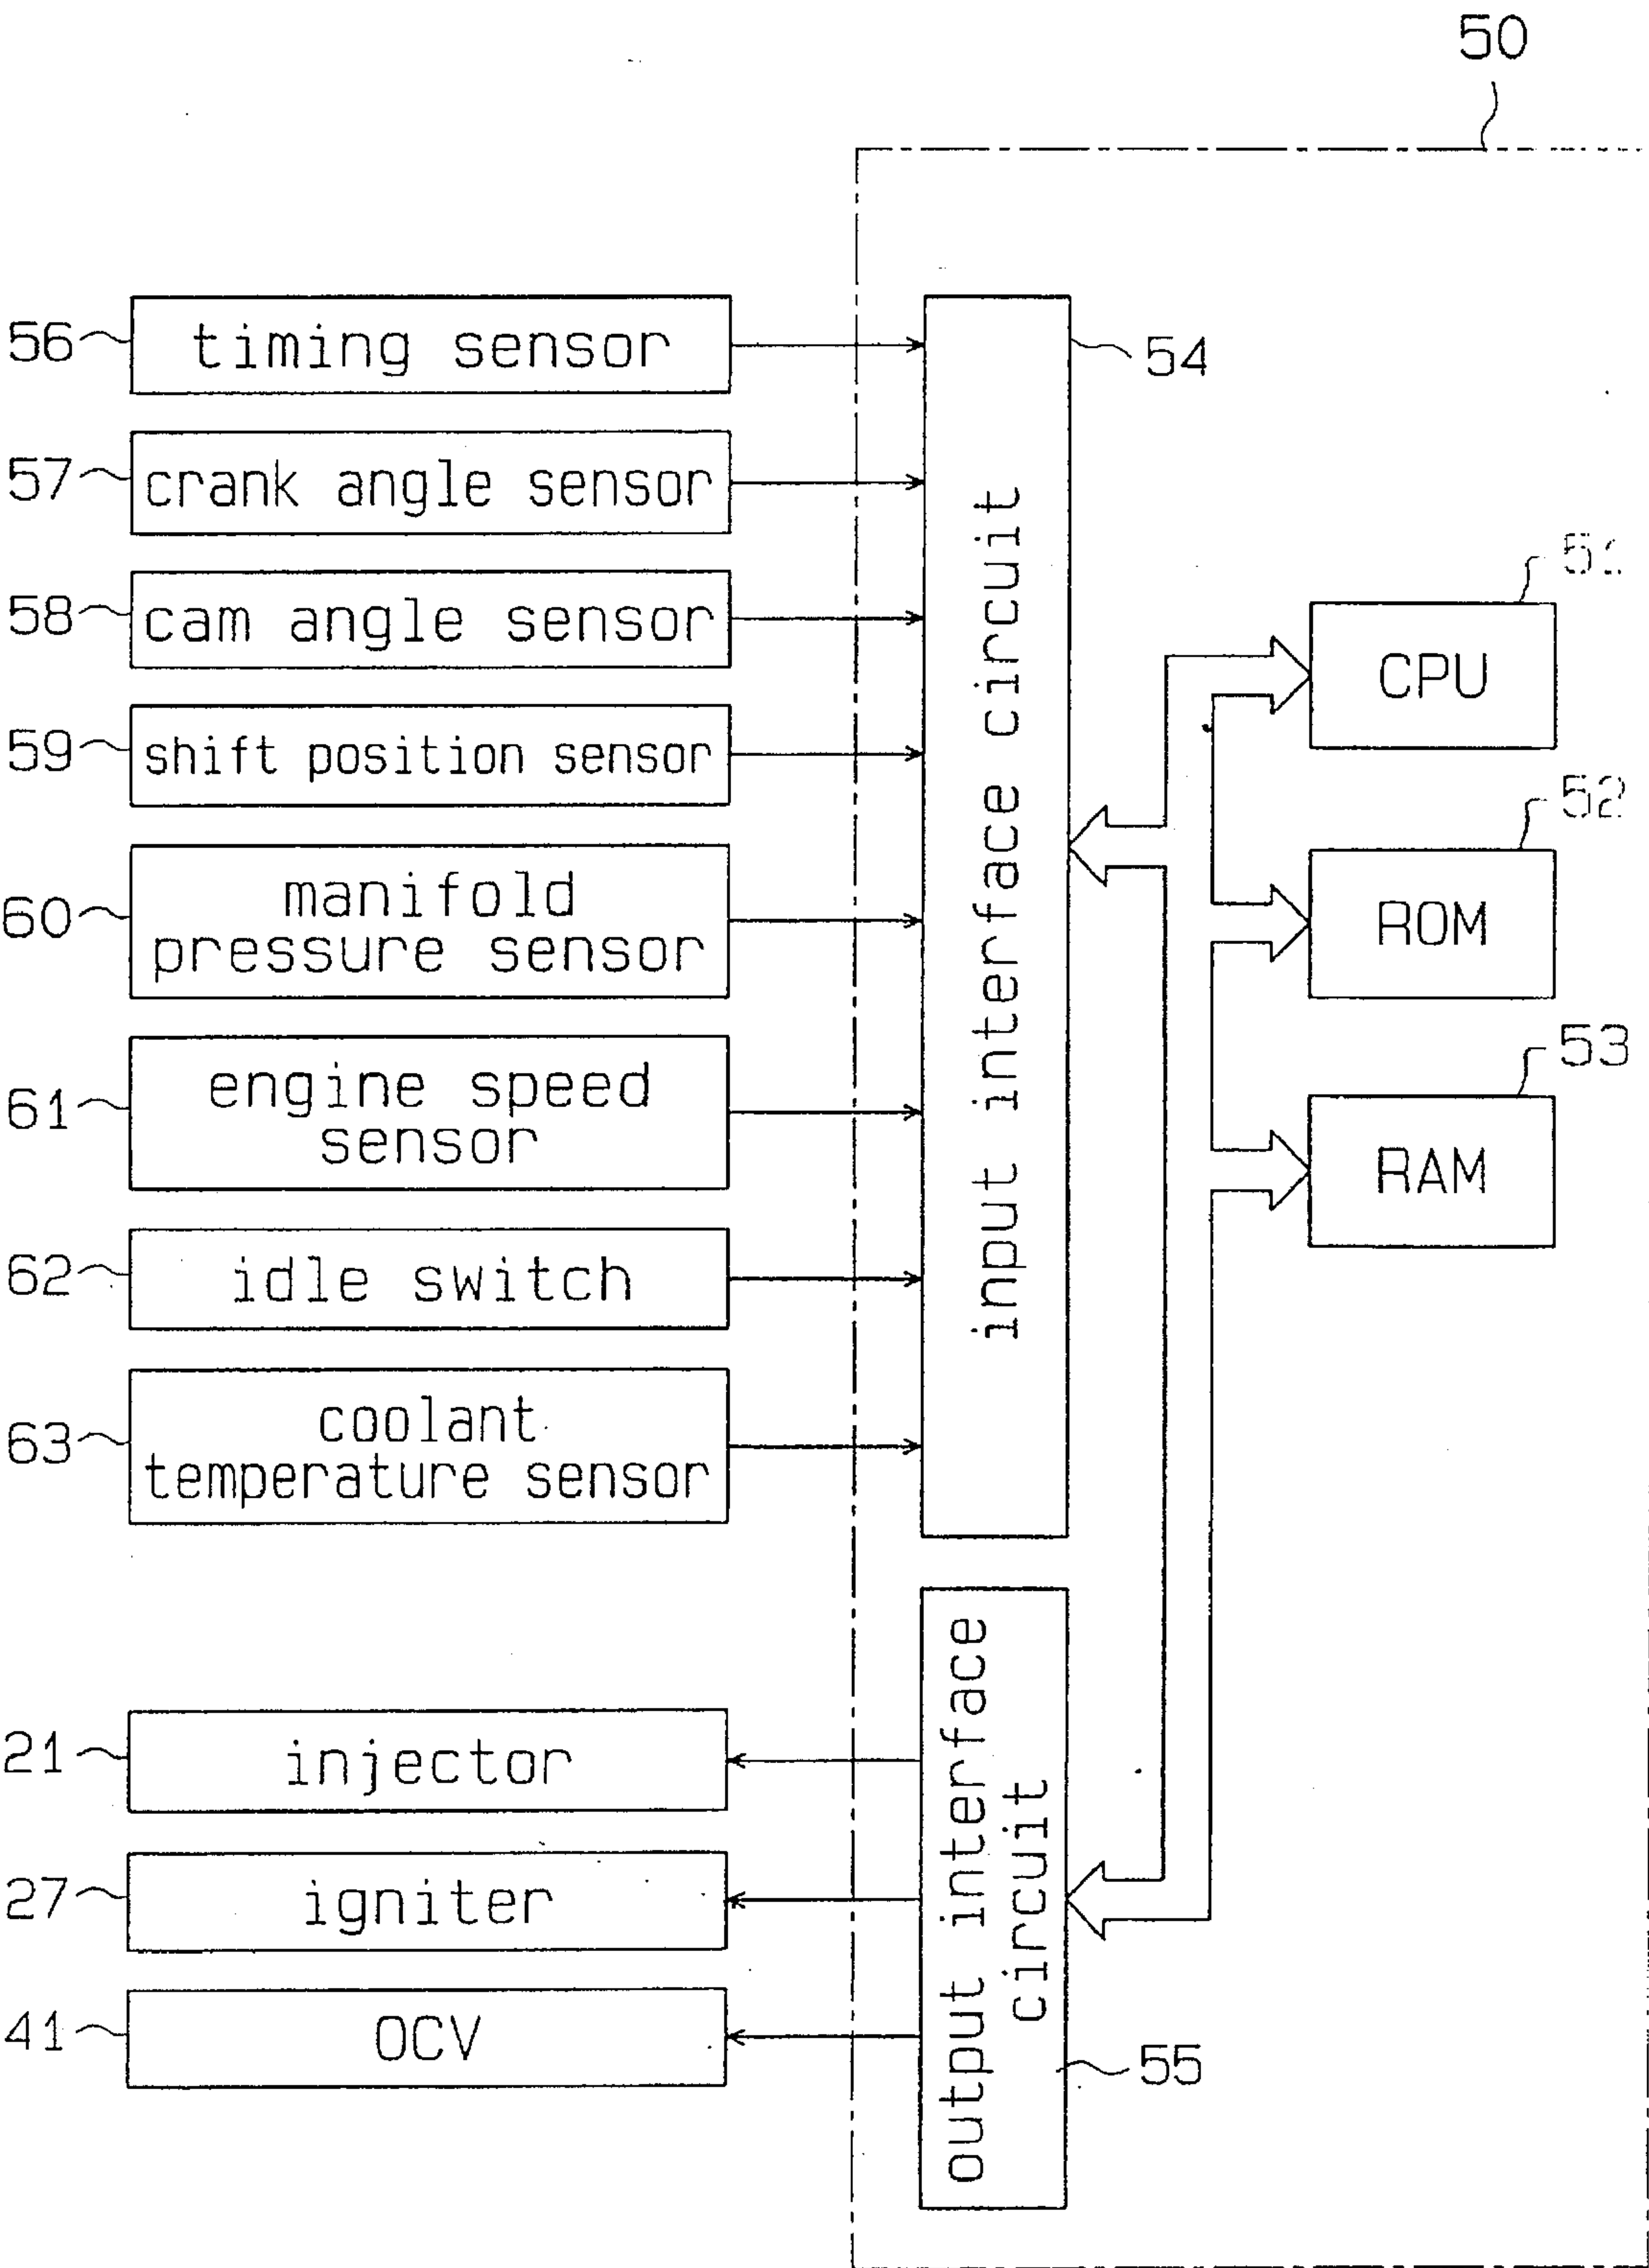 50
56 timing sensor
54
57 crank angle sensor
58 cam angle sensor
59 shift position sensor
60 manifold
pressure sensor
61 engine speed
sensor
62 idle switch
63 coolant
temperature sensor
input interface circuit
51
CPU
52
ROM
53
RAM
21 injector
27 igniter
41 OCV
output interface
circuit
55